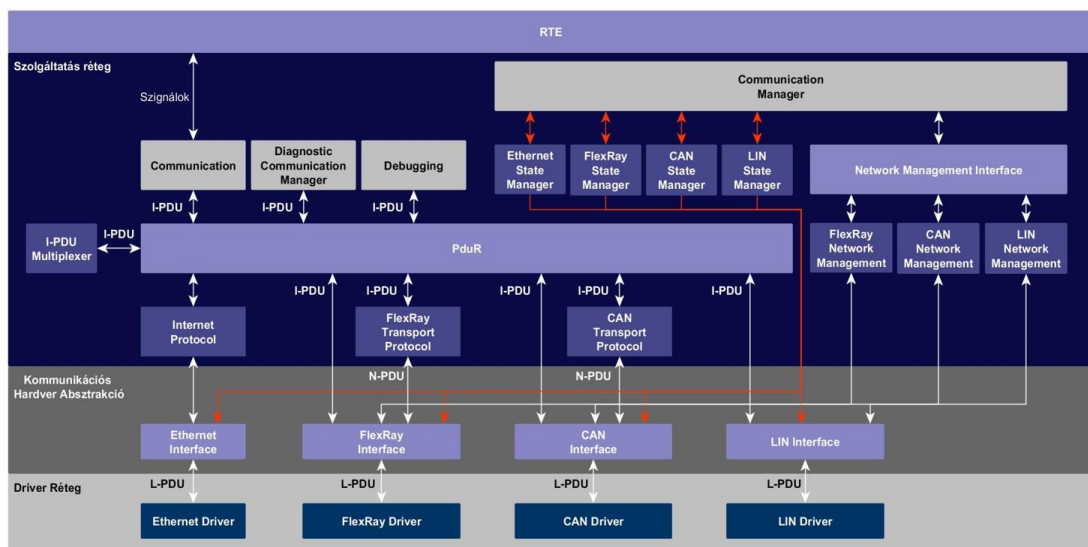 RTE
Szolgáltatás réteg
Szignálok
Communication
Manager
Communication
Diagnostic
Communication
Manager
Debugging
Ethernet
State
Manager
FlexRay
State
Manager
CAN
State
Manager
LIN
State
Manager
Network Management Interface
I-PDU
I-PDU
I-PDU
I-PDU
Multiplexer
I-PDU
PduR
FlexRay
Network
Management
CAN
Network
Management
LIN
Network
Management
I-PDU
I-PDU
I-PDU
I-PDU
I-PDU
Internet
Protocol
FlexRay
Transport
Protocol
CAN
Transport
Protocol
Kommunikációs
Hardver Absztrakció
N-PDU
N-PDU
Ethernet
Interface
FlexRay
Interface
CAN
Interface
LIN Interface
Driver Réteg
L-PDU
L-PDU
L-PDU
L-PDU
Ethernet Driver
FlexRay Driver
CAN Driver
LIN Driver